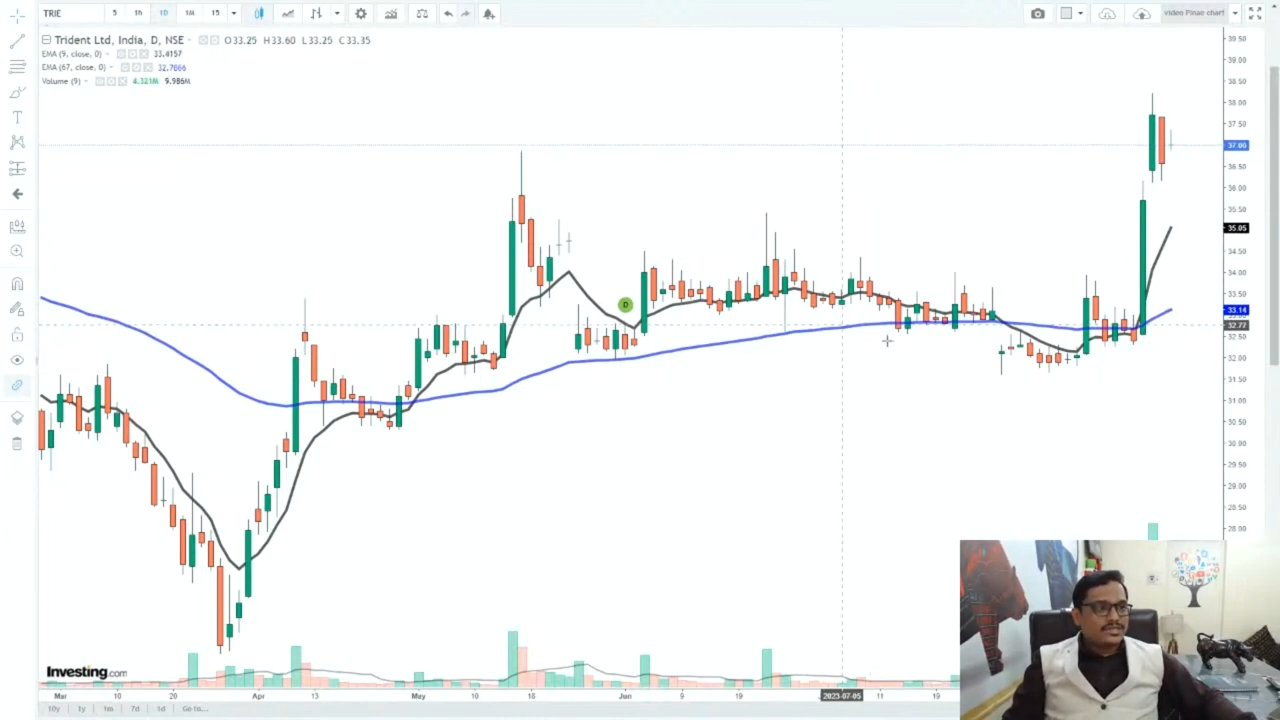 TRIE 5 1h 1D 1M 15 video Pinae chart
Trident Ltd, India, D, NSE O33.25 H33.60 L33.25 C33.35
EMA (9, close, 0) 33.4157
EMA (67, close, 0) 32.7866
Volume (9) 4.321M 9.986M
39.50
39.00
38.50
38.00
37.50
37.00
36.50
36.00
35.50
35.05
34.50
34.00
33.50
33.14
32.77
32.50
32.00
31.50
31.00
30.50
30.00
29.50
29.00
28.50
28.00
D
Investing.com
Mar 10 20 Apr 13 May 10 18 Jun 9 19 2023-07-05 11 19
10y 1y 1m 7d 1d Go to...